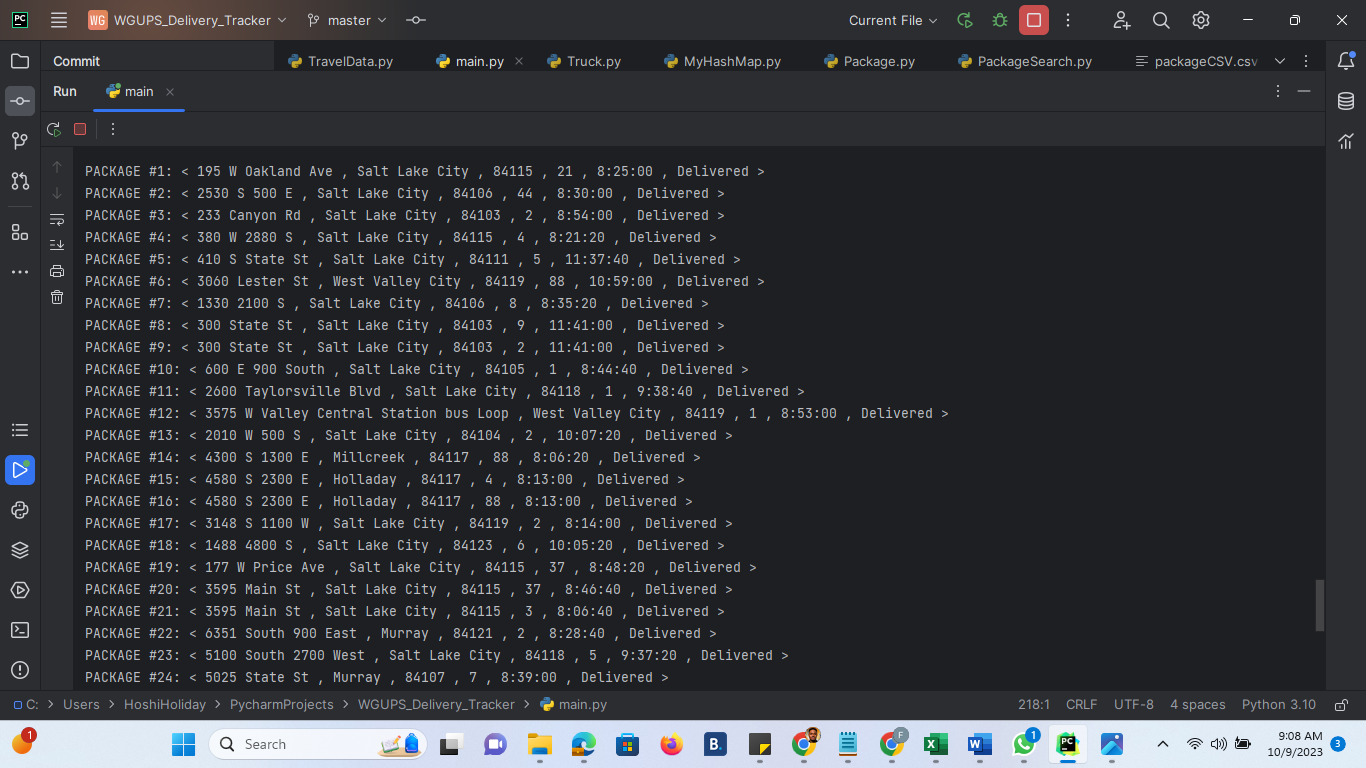 WG WGUPS_Delivery_Tracker master Current File
Commit TravelData.py main.py Truck.py MyHashMap.py Package.py PackageSearch.py packageCSV.csv
Run main
PACKAGE #1: < 195 W Oakland Ave , Salt Lake City , 84115 , 21 , 8:25:00 , Delivered >
PACKAGE #2: < 2530 S 500 E , Salt Lake City , 84106 , 44 , 8:30:00 , Delivered >
PACKAGE #3: < 233 Canyon Rd , Salt Lake City , 84103 , 2 , 8:54:00 , Delivered >
PACKAGE #4: < 380 W 2880 S , Salt Lake City , 84115 , 4 , 8:21:20 , Delivered >
PACKAGE #5: < 410 S State St , Salt Lake City , 84111 , 5 , 11:37:40 , Delivered >
PACKAGE #6: < 3060 Lester St , West Valley City , 84119 , 88 , 10:59:00 , Delivered >
PACKAGE #7: < 1330 2100 S , Salt Lake City , 84106 , 8 , 8:35:20 , Delivered >
PACKAGE #8: < 300 State St , Salt Lake City , 84103 , 9 , 11:41:00 , Delivered >
PACKAGE #9: < 300 State St , Salt Lake City , 84103 , 2 , 11:41:00 , Delivered >
PACKAGE #10: < 600 E 900 South , Salt Lake City , 84105 , 1 , 8:44:40 , Delivered >
PACKAGE #11: < 2600 Taylorsville Blvd , Salt Lake City , 84118 , 1 , 9:38:40 , Delivered >
PACKAGE #12: < 3575 W Valley Central Station bus Loop , West Valley City , 84119 , 1 , 8:53:00 , Delivered >
PACKAGE #13: < 2010 W 500 S , Salt Lake City , 84104 , 2 , 10:07:20 , Delivered >
PACKAGE #14: < 4300 S 1300 E , Millcreek , 84117 , 88 , 8:06:20 , Delivered >
PACKAGE #15: < 4580 S 2300 E , Holladay , 84117 , 4 , 8:13:00 , Delivered >
PACKAGE #16: < 4580 S 2300 E , Holladay , 84117 , 88 , 8:13:00 , Delivered >
PACKAGE #17: < 3148 S 1100 W , Salt Lake City , 84119 , 2 , 8:14:00 , Delivered >
PACKAGE #18: < 1488 4800 S , Salt Lake City , 84123 , 6 , 10:05:20 , Delivered >
PACKAGE #19: < 177 W Price Ave , Salt Lake City , 84115 , 37 , 8:48:20 , Delivered >
PACKAGE #20: < 3595 Main St , Salt Lake City , 84115 , 37 , 8:46:40 , Delivered >
PACKAGE #21: < 3595 Main St , Salt Lake City , 84115 , 3 , 8:06:40 , Delivered >
PACKAGE #22: < 6351 South 900 East , Murray , 84121 , 2 , 8:28:40 , Delivered >
PACKAGE #23: < 5100 South 2700 West , Salt Lake City , 84118 , 5 , 9:37:20 , Delivered >
PACKAGE #24: < 5025 State St , Murray , 84107 , 7 , 8:39:00 , Delivered >
C: > Users > HoshiHoliday > PycharmProjects > WGUPS_Delivery_Tracker > main.py 218:1 CRLF UTF-8 4 spaces Python 3.10
1 Search B. F 1 9:08 AM
10/9/2023 3